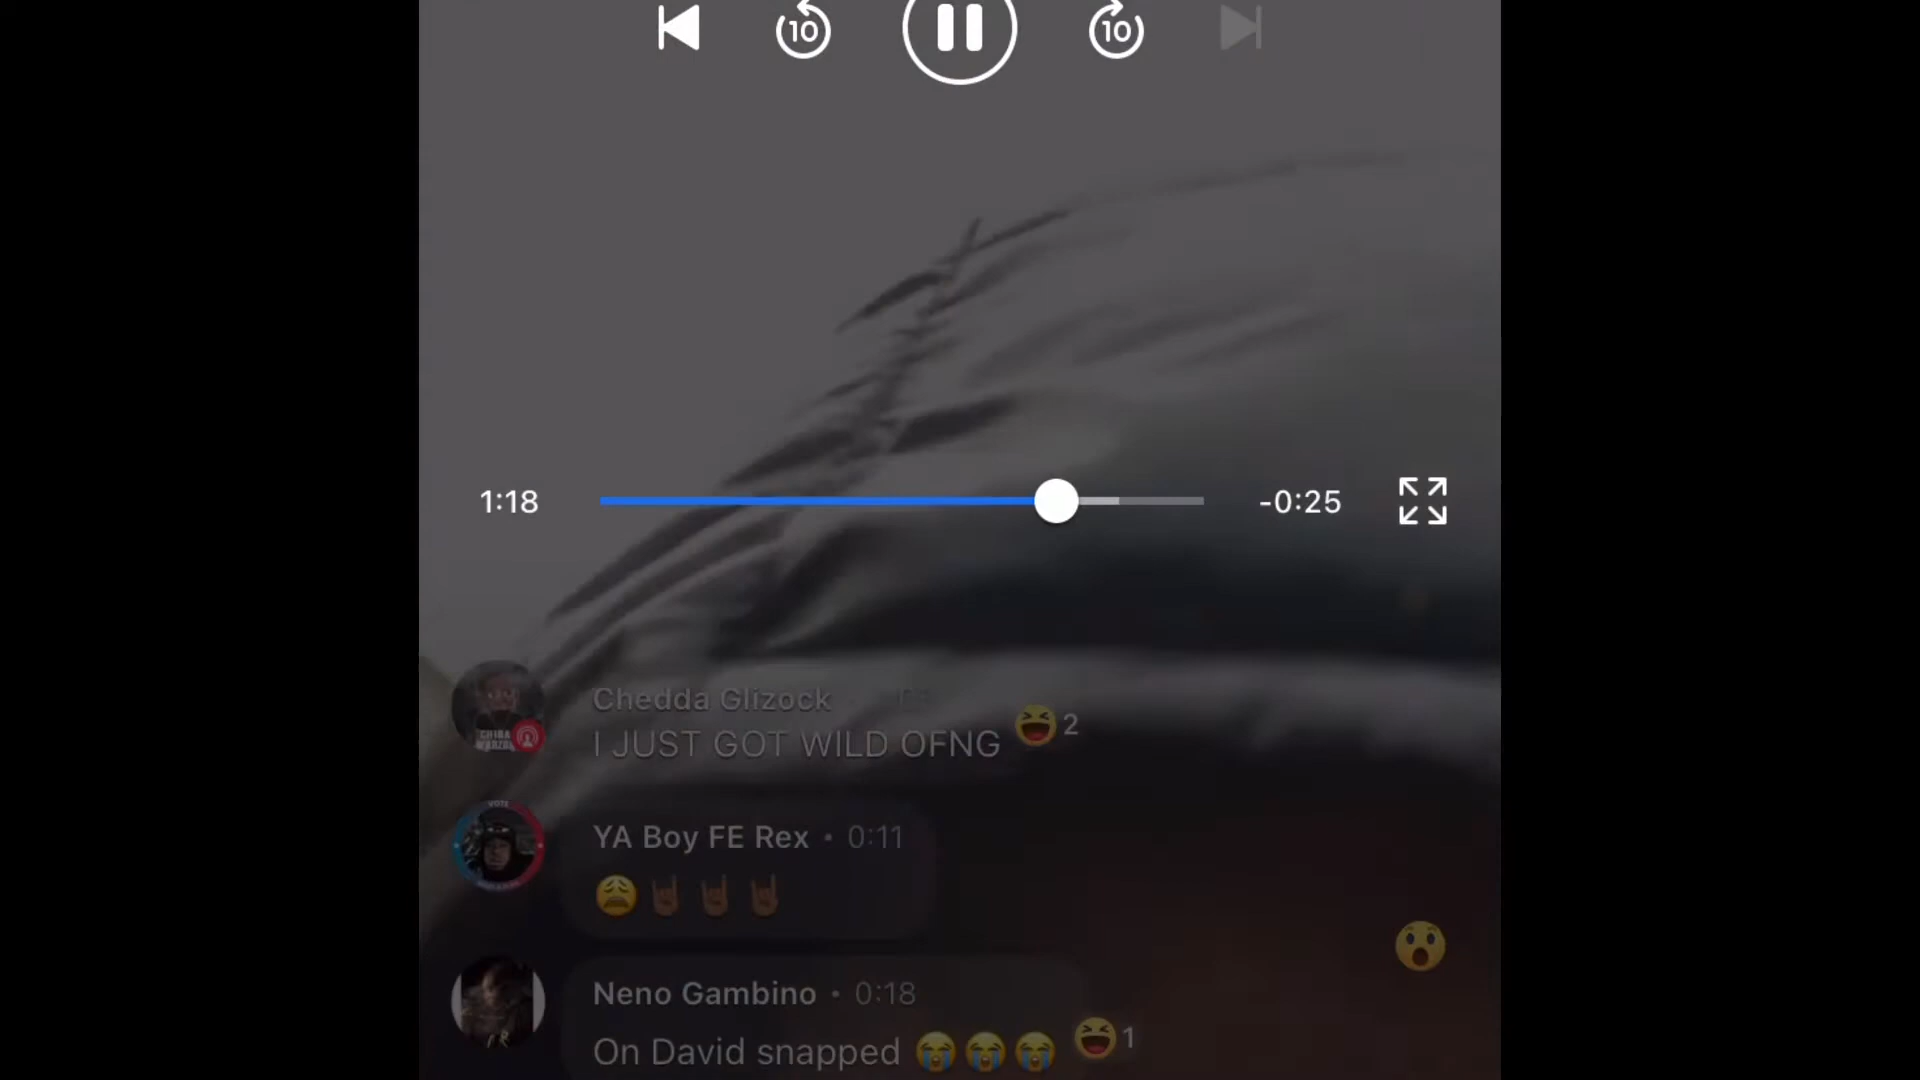 10
10
1:18
-0:25
Chedda Glizock
I JUST GOT WILD OFNG 2
YA Boy FE Rex • 0:11
Neno Gambino • 0:18
On David snapped 1
VOTE